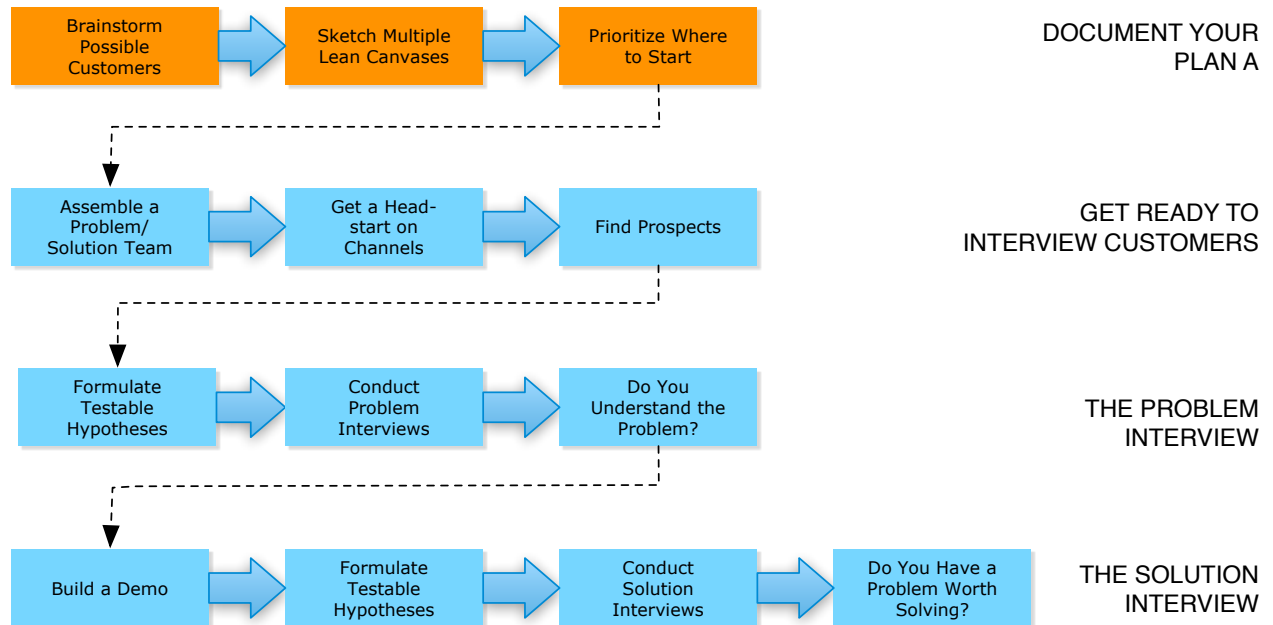 Brainstorm
Possible
Customers
Sketch Multiple
Lean Canvases
Prioritize Where
to Start
DOCUMENT YOUR
PLAN A
Assemble a
Problem/
Solution Team
Get a Head-
start on
Channels
Find Prospects
GET READY TO
INTERVIEW CUSTOMERS
Formulate
Testable
Hypotheses
Conduct
Problem
Interviews
Do You
Understand the
Problem?
THE PROBLEM
INTERVIEW
Build a Demo
Formulate
Testable
Hypotheses
Conduct
Solution
Interviews
Do You Have a
Problem Worth
Solving?
THE SOLUTION
INTERVIEW